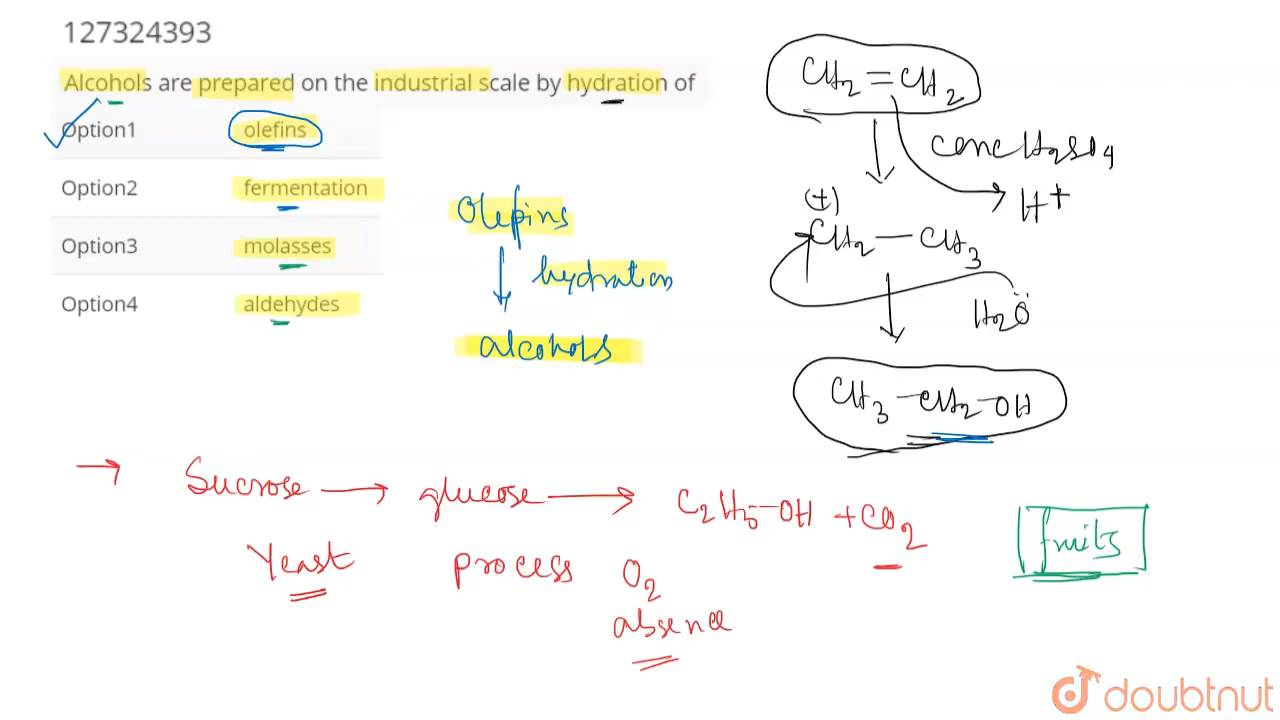 127324393
Alcohols are prepared on the industrial scale by hydration of
Option1 olefins
Option2 fermentation
Option3 molasses
Option4 aldehydes
Olefins
hydration
alcohols
CH2=CH2
Conc H2SO4
H+
(+)
CH2-CH3
H2Ö
CH3-CH2-OH
Sucrose → glucose → C2H5-OH + CO2
Yeast process O2
absence
fruits
doubtnut